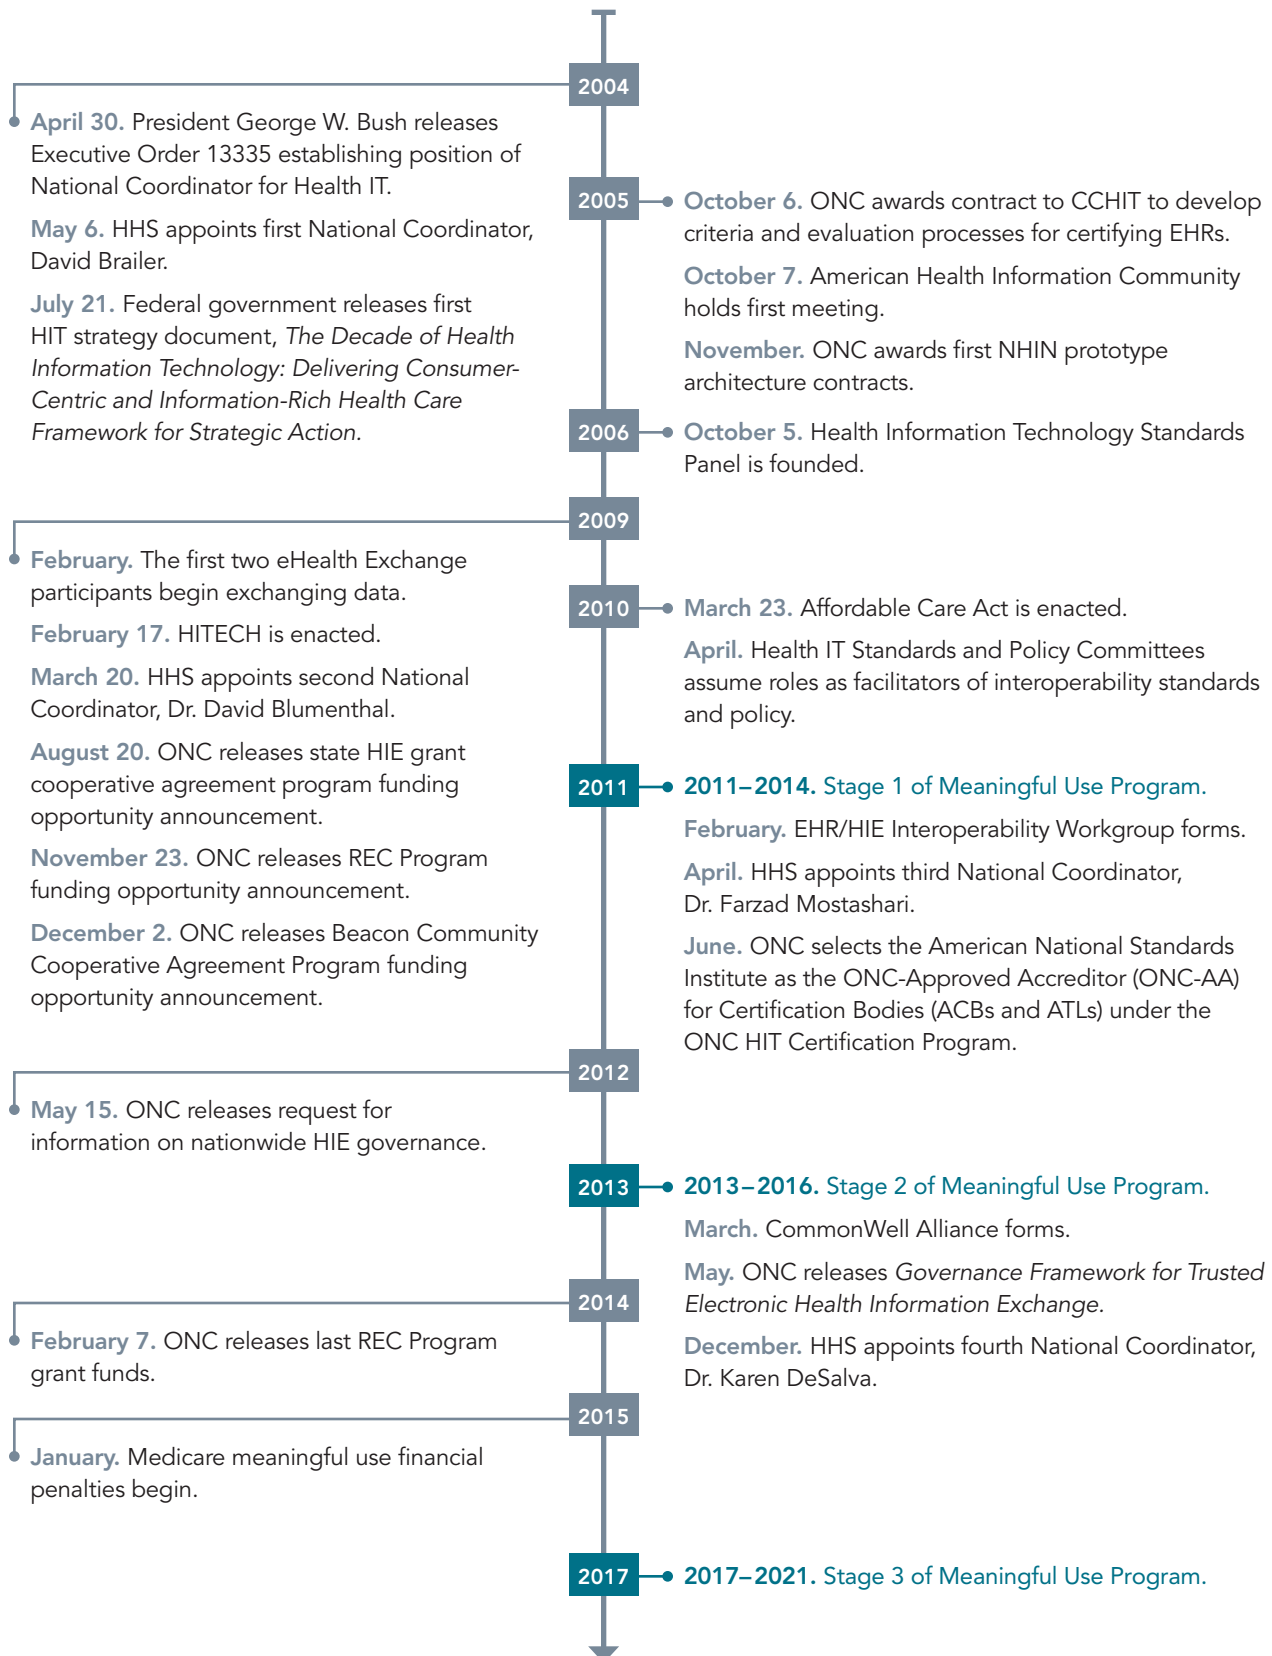 2004
April 30. President George W. Bush releases
Executive Order 13335 establishing position of
National Coordinator for Health IT.
May 6. HHS appoints first National Coordinator,
David Brailer.
July 21. Federal government releases first
HIT strategy document, The Decade of Health
Information Technology: Delivering Consumer-
Centric and Information-Rich Health Care
Framework for Strategic Action.
2005
October 6. ONC awards contract to CCHIT to develop
criteria and evaluation processes for certifying EHRs.
October 7. American Health Information Community
holds first meeting.
November. ONC awards first NHIN prototype
architecture contracts.
2006
October 5. Health Information Technology Standards
Panel is founded.
2009
February. The first two eHealth Exchange
participants begin exchanging data.
February 17. HITECH is enacted.
March 20. HHS appoints second National
Coordinator, Dr. David Blumenthal.
August 20. ONC releases state HIE grant
cooperative agreement program funding
opportunity announcement.
November 23. ONC releases REC Program
funding opportunity announcement.
December 2. ONC releases Beacon Community
Cooperative Agreement Program funding
opportunity announcement.
2010
March 23. Affordable Care Act is enacted.
April. Health IT Standards and Policy Committees
assume roles as facilitators of interoperability standards
and policy.
2011
2011–2014. Stage 1 of Meaningful Use Program.
February. EHR/HIE Interoperability Workgroup forms.
April. HHS appoints third National Coordinator,
Dr. Farzad Mostashari.
June. ONC selects the American National Standards
Institute as the ONC-Approved Accreditor (ONC-AA)
for Certification Bodies (ACBs and ATLs) under the
ONC HIT Certification Program.
2012
May 15. ONC releases request for
information on nationwide HIE governance.
2013
2013–2016. Stage 2 of Meaningful Use Program.
March. CommonWell Alliance forms.
May. ONC releases Governance Framework for Trusted
Electronic Health Information Exchange.
December. HHS appoints fourth National Coordinator,
Dr. Karen DeSalva.
2014
February 7. ONC releases last REC Program
grant funds.
2015
January. Medicare meaningful use financial
penalties begin.
2017
2017–2021. Stage 3 of Meaningful Use Program.